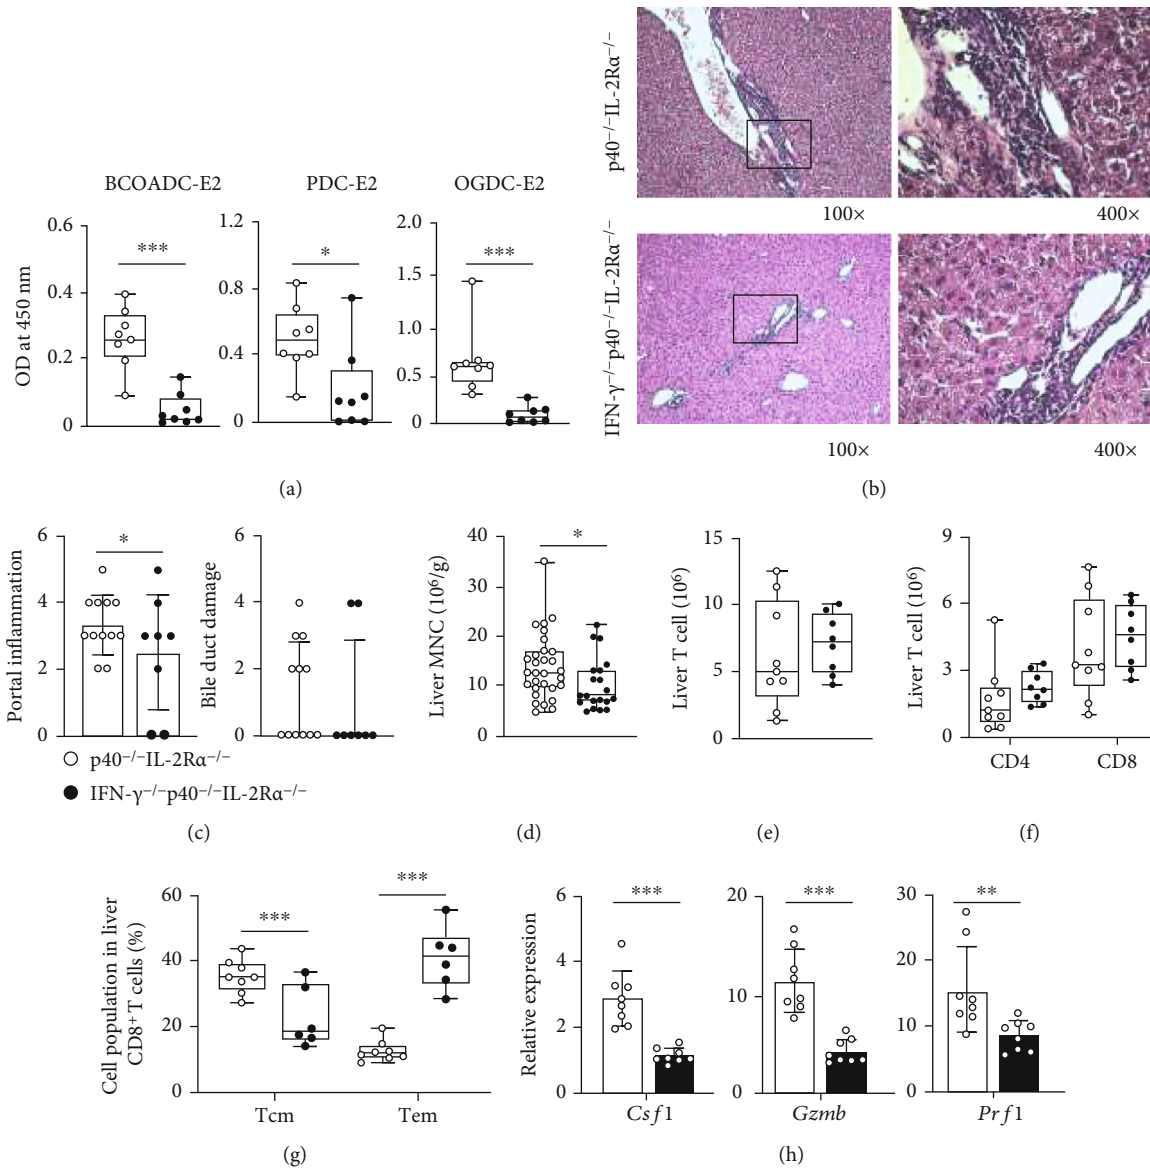 BCOADC-E2
PDC-E2
OGDC-E2
OD at 450 nm
0.6
0.4
0.2
0
***
1.2
0.8
0.4
0
*
2.0
1.5
1.0
0.5
0
***
(a)
p40−/−IL-2Rα−/−
100×
400×
IFN-γ−/−p40−/−IL-2Rα−/−
100×
400×
(b)
Portal inflammation
6
4
2
0
*
Bile duct damage
6
4
2
0
p40−/−IL-2Rα−/−
IFN-γ−/−p40−/−IL-2Rα−/−
(c)
Liver MNC (10⁶/g)
40
30
20
10
0
*
(d)
Liver T cell (10⁶)
15
10
5
0
(e)
Liver T cell (10⁶)
9
6
3
0
CD4
CD8
(f)
Cell population in liver
CD8⁺ T cells (%)
60
40
20
0
***
***
Tcm
Tem
(g)
Relative expression
6
4
2
0
***
Csf1
20
10
0
***
Gzmb
30
20
10
0
**
Prf1
(h)